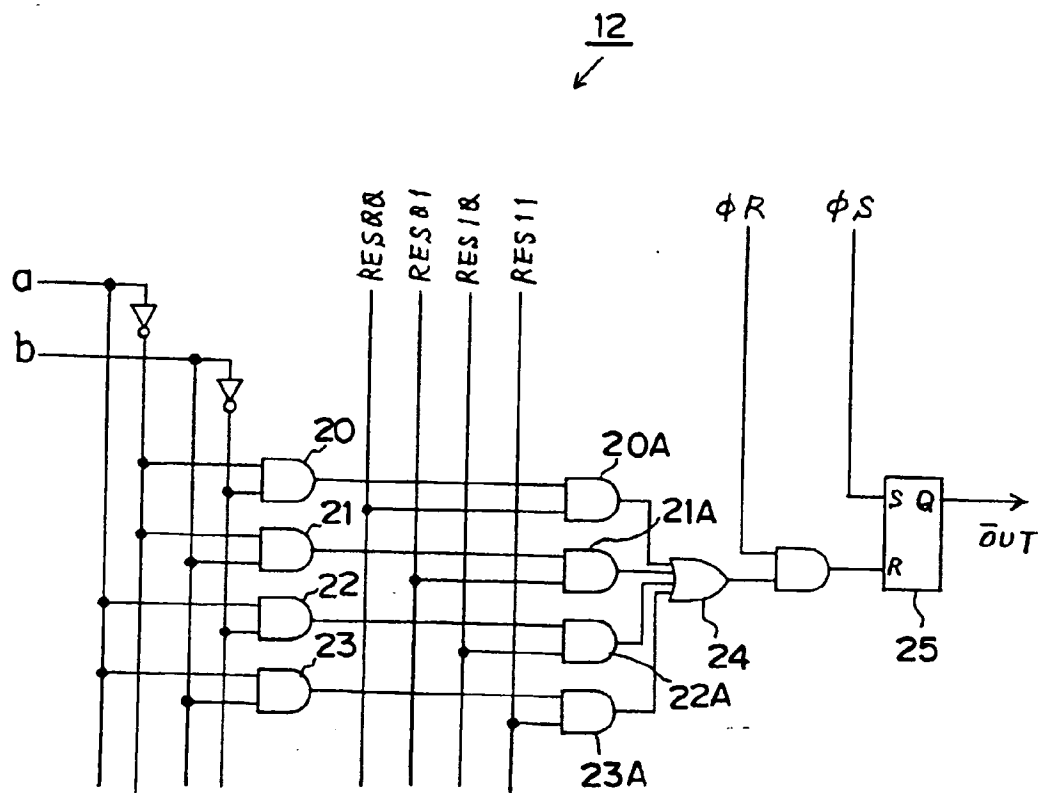 12
RES00
RES01
RES10
RES11
φR
φS
a
b
20
20A
21
21A
S Q
OUT
R
22
24
25
23
22A
23A